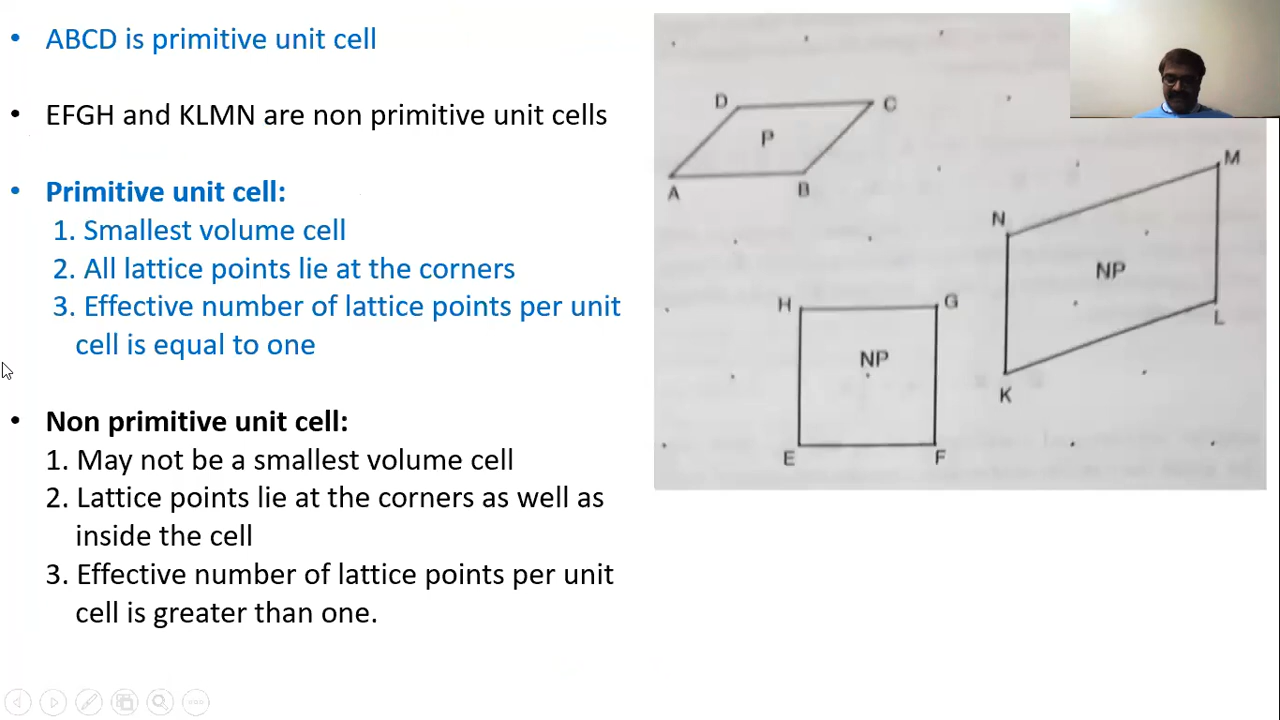 • ABCD is primitive unit cell
• EFGH and KLMN are non primitive unit cells
• Primitive unit cell:
1. Smallest volume cell
2. All lattice points lie at the corners
3. Effective number of lattice points per unit
cell is equal to one
• Non primitive unit cell:
1. May not be a smallest volume cell
2. Lattice points lie at the corners as well as
inside the cell
3. Effective number of lattice points per unit
cell is greater than one.
D
C
P
A
B
M
N
NP
L
K
H
G
NP
E
F